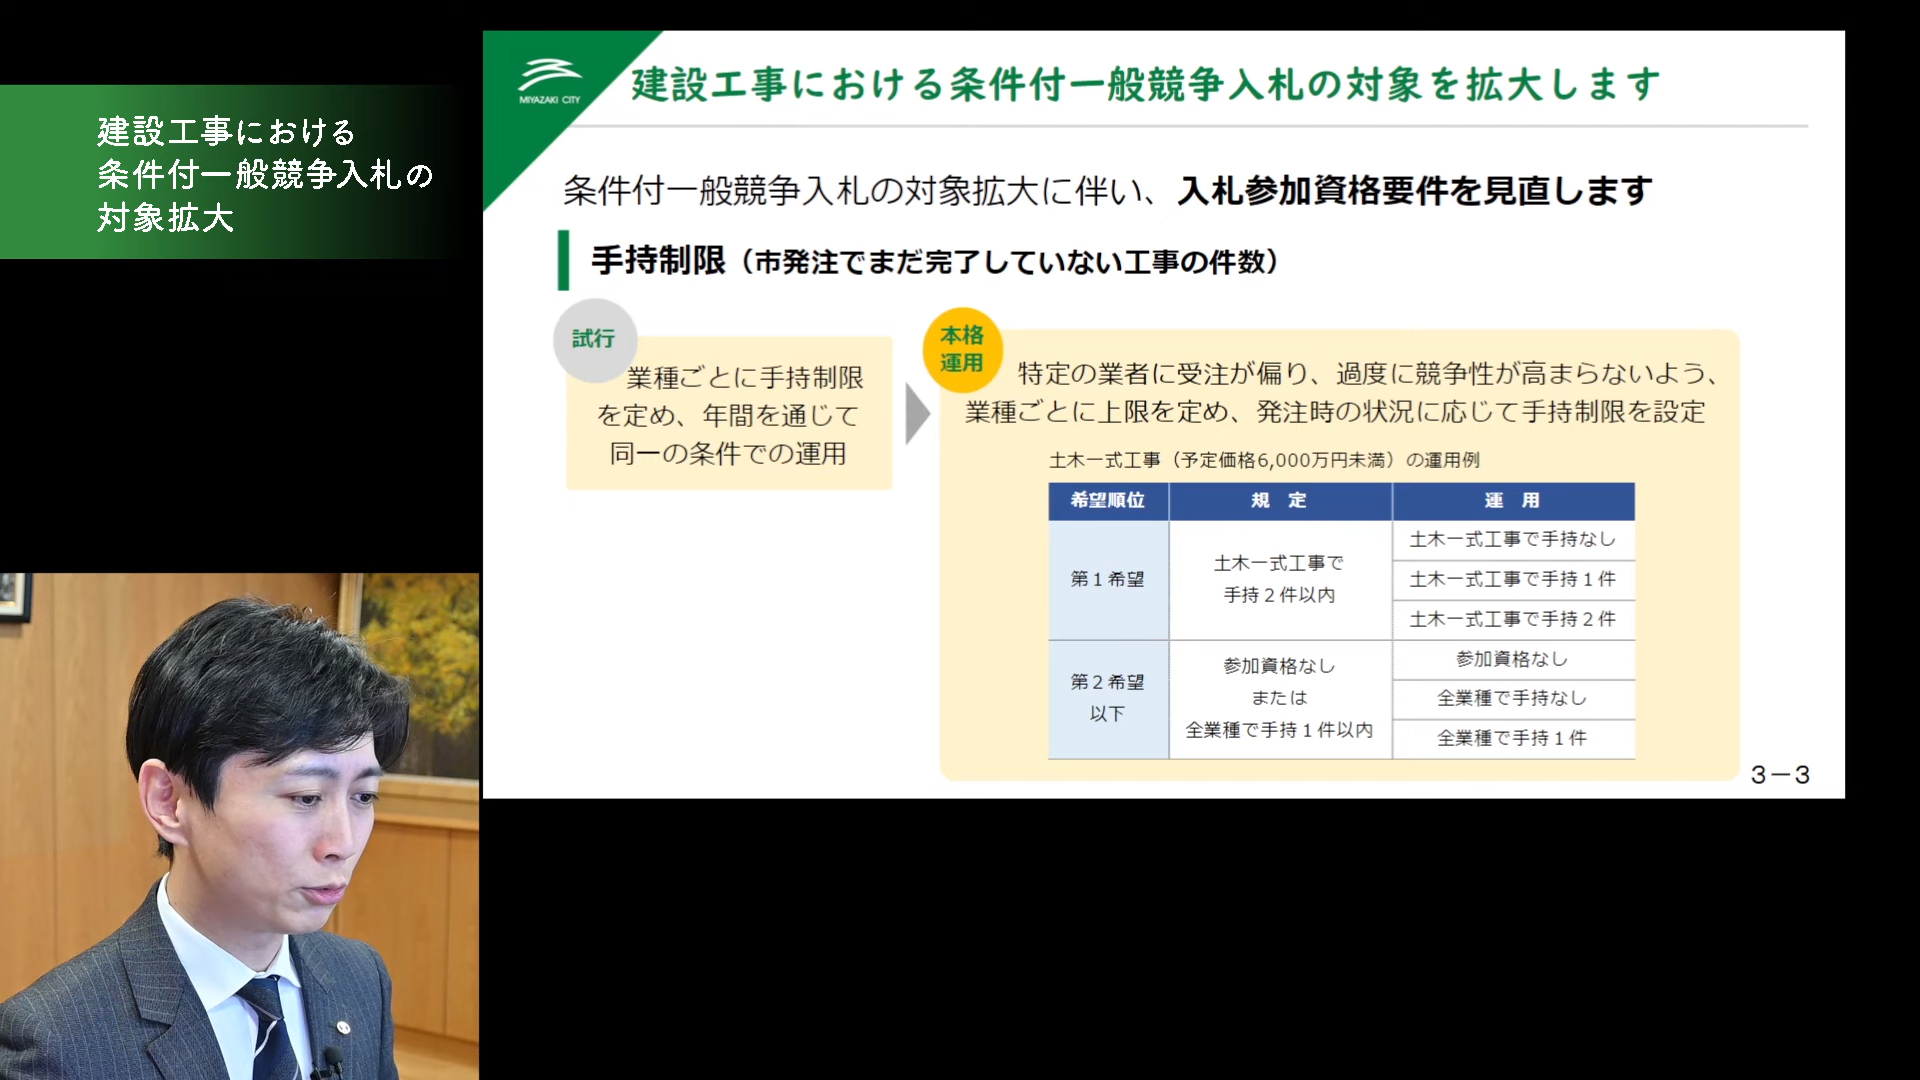 建設工事における
条件付一般競争入札の
対象拡大
MIYAZAKI CITY
建設工事における条件付一般競争入札の対象を拡大します
条件付一般競争入札の対象拡大に伴い、入札参加資格要件を見直します
手持制限（市発注でまだ完了していない工事の件数）
試行
業種ごとに手持制限
を定め、年間を通じて
同一の条件での運用
本格
運用
特定の業者に受注が偏り、過度に競争性が高まらないよう、
業種ごとに上限を定め、発注時の状況に応じて手持制限を設定
土木一式工事（予定価格6,000万円未満）の運用例
希望順位 規　定 運　用
第１希望
土木一式工事で
手持２件以内
土木一式工事で手持なし
土木一式工事で手持１件
土木一式工事で手持２件
第２希望
以下
参加資格なし
または
全業種で手持１件以内
参加資格なし
全業種で手持なし
全業種で手持１件
3－3